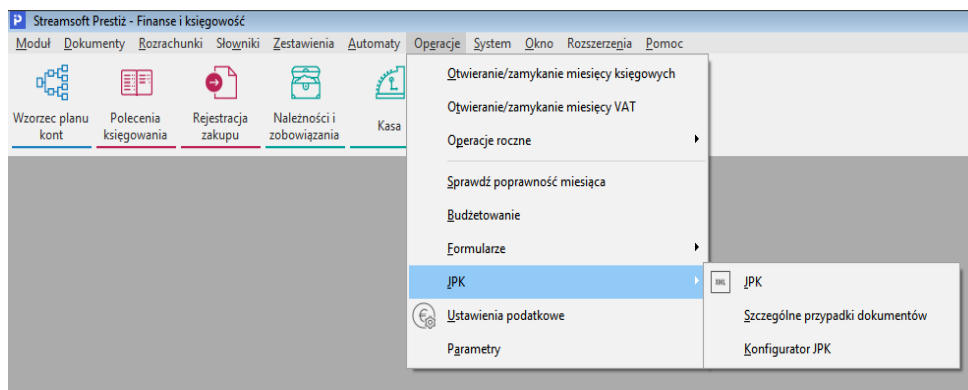 Streamsoft Prestiż - Finanse i księgowość
Moduł Dokumenty Rozrachunki Słowniki Zestawienia Automaty Operacje System Okno Rozszerzenia Pomoc
Wzorzec planu kont
Polecenia księgowania
Rejestracja zakupu
Należności i zobowiązania
Kasa
Otwieranie/zamykanie miesięcy księgowych
Otwieranie/zamykanie miesięcy VAT
Operacje roczne
Sprawdź poprawność miesiąca
Budżetowanie
Formularze
JPK
Ustawienia podatkowe
Parametry
XML JPK
Szczególne przypadki dokumentów
Konfigurator JPK